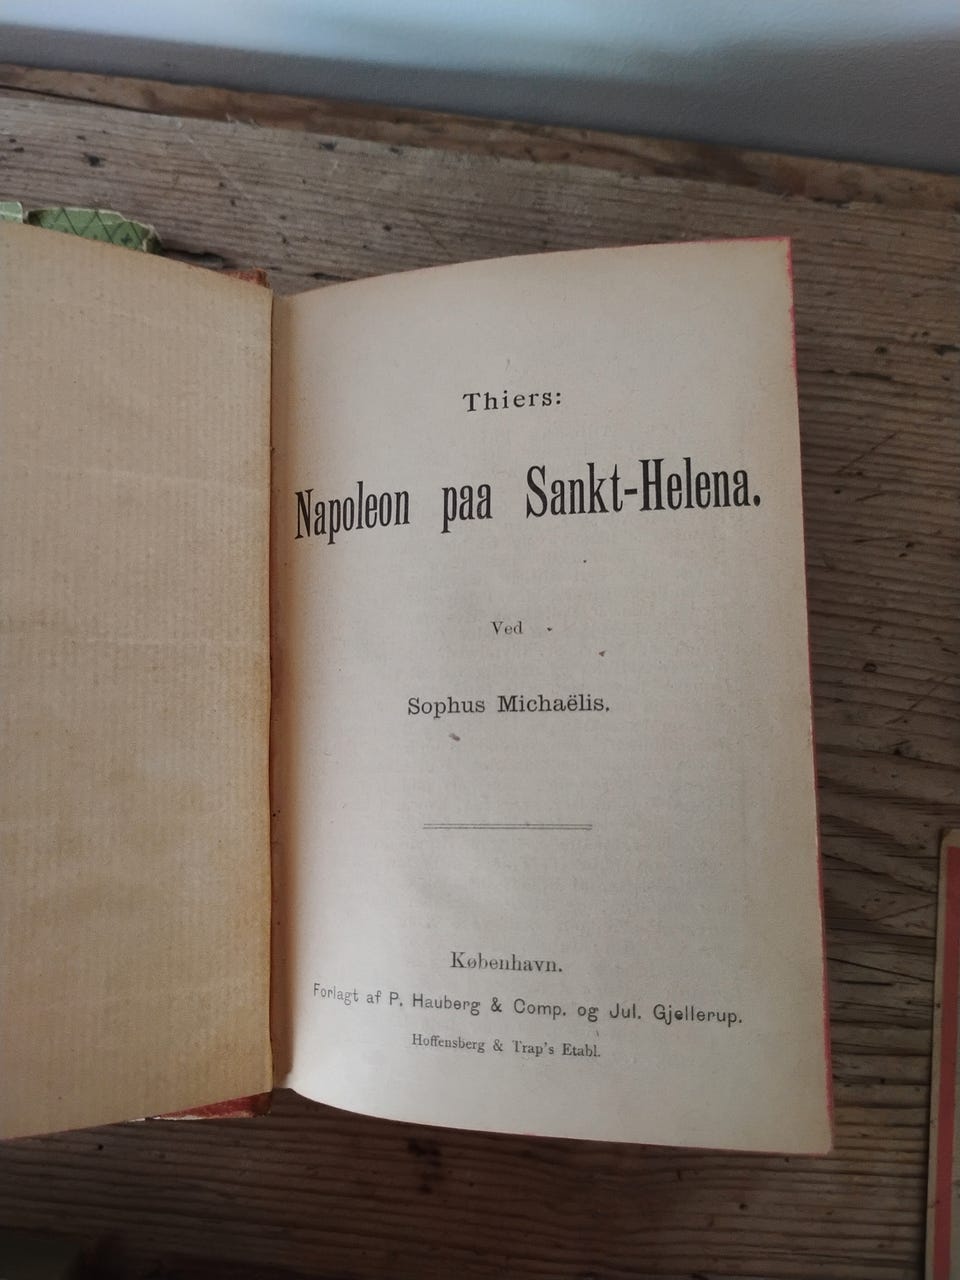 Thiers:
Napoleon paa Sankt-Helena.
Ved
Sophus Michaëlis.
København.
Forlagt af P. Hauberg & Comp. og Jul. Gjellerup.
Hoffensberg & Trap's Etabl.